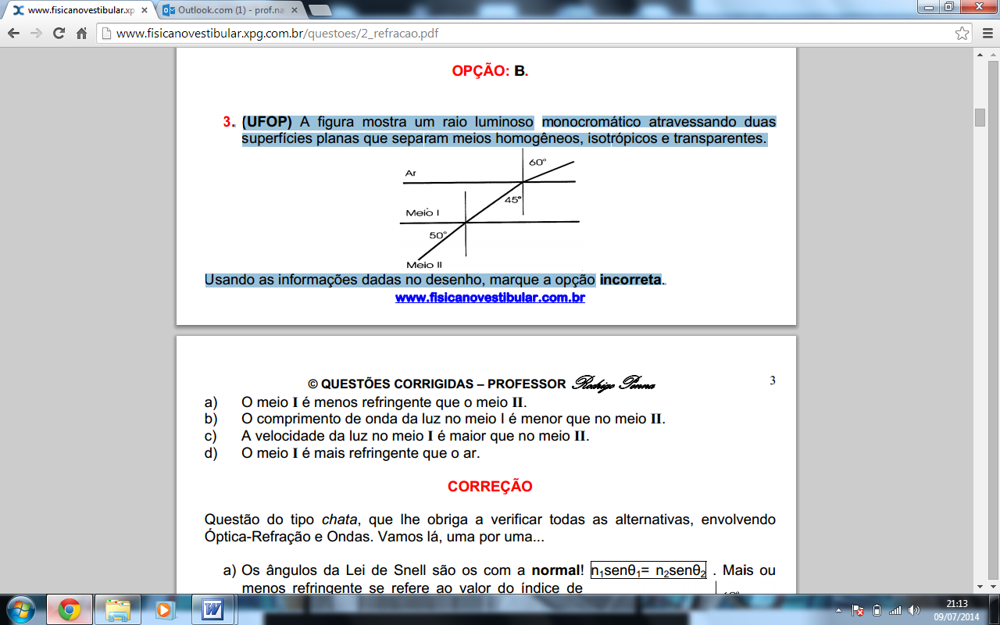 www.fisicanovestibular.xp
Outlook.com (1) - prof.na
www.fisicanovestibular.xpg.com.br/questoes/2_refracao.pdf
OPÇÃO: B.
3. (UFOP) A figura mostra um raio luminoso monocromático atravessando duas
superfícies planas que separam meios homogêneos, isotrópicos e transparentes.
60°
Ar
45°
Meio I
50°
Meio II
Usando as informações dadas no desenho, marque a opção incorreta.
www.fisicanovestibular.com.br
© QUESTÕES CORRIGIDAS – PROFESSOR Rodrigo Penna 3
a) O meio I é menos refringente que o meio II.
b) O comprimento de onda da luz no meio I é menor que no meio II.
c) A velocidade da luz no meio I é maior que no meio II.
d) O meio I é mais refringente que o ar.
CORREÇÃO
Questão do tipo chata, que lhe obriga a verificar todas as alternativas, envolvendo
Óptica-Refração e Ondas. Vamos lá, uma por uma...
a) Os ângulos da Lei de Snell são os com a normal! n₁senθ₁= n₂senθ₂ . Mais ou
menos refringente se refere ao valor do índice de
21:13
09/07/2014